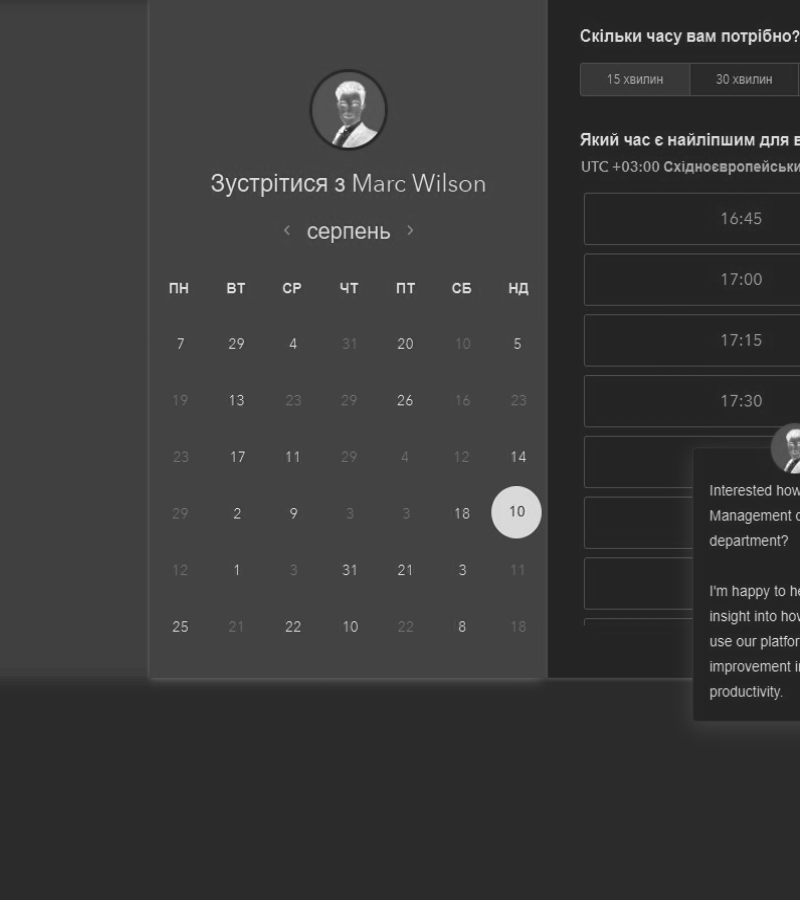 Зустрітися з Marc Wilson
‹ серпень ›
ПН ВТ СР ЧТ ПТ СБ НД
7 29 4 31 20 10 5
19 13 23 29 26 16 23
23 17 11 29 4 12 14
29 2 9 3 3 18 10
12 1 3 31 21 3 11
25 21 22 10 22 8 18
Скільки часу вам потрібно?
15 хвилин 30 хвилин
Який час є найліпшим для в
UTC +03:00 Східноєвропейськи
16:45
17:00
17:15
17:30
Interested how
Management
department?
I'm happy to he
insight into how
use our platfor
improvement i
productivity.